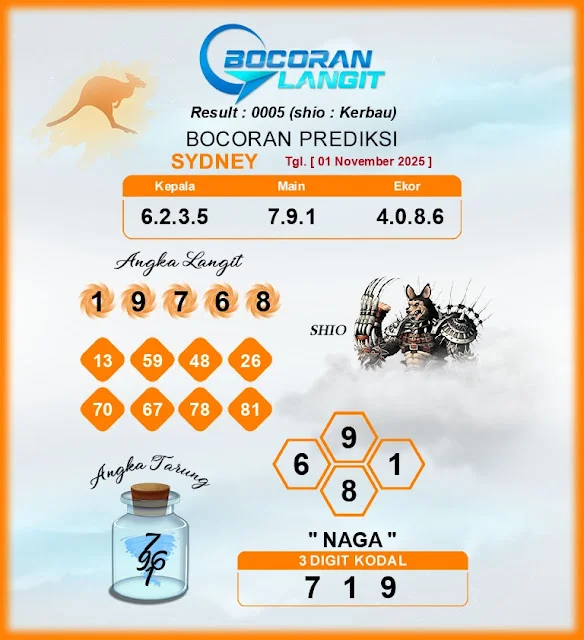 BOCORAN
LANGIT
Result : 0005 (shio : Kerbau)
BOCORAN PREDIKSI
SYDNEY Tgl. [ 01 November 2025 ]
Kepala Main Ekor
6.2.3.5 7.9.1 4.0.8.6
Angka Langit
1 9 7 6 8
SHIO
13 59 48 26
70 67 78 81
9
6 1
8
Angka Tarung
7
96
1
" NAGA "
3 DIGIT KODAL
7 1 9